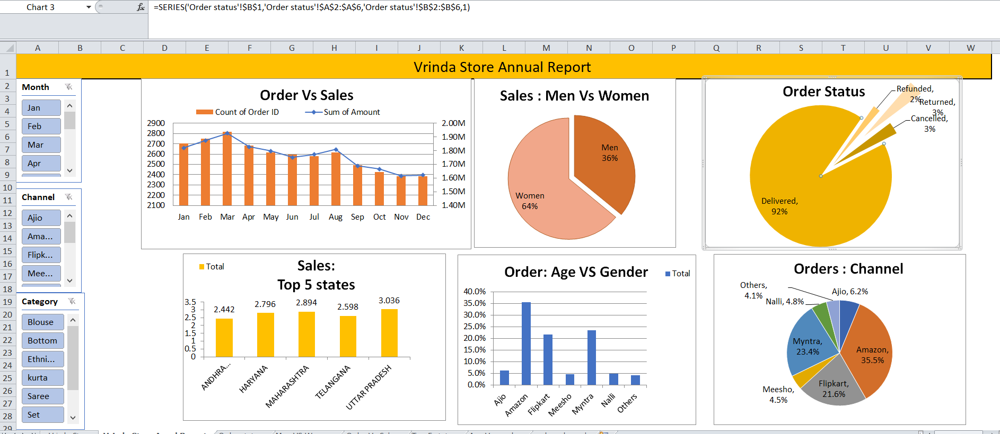 Chart 3
fx
=SERIES('Order status'!$B$1,'Order status'!$A$2:$A$6,'Order status'!$B$2:$B$6,1)
A B C D E F G H I J K L M N O P Q R S T U V W
1
2
3
4
5
6
7
8
9
10
11
12
13
14
15
16
17
18
19
20
21
22
23
24
25
26
27
28
29
Vrinda Store Annual Report
Month
Jan
Feb
Mar
Apr
Channel
Ajio
Ama...
Flipk...
Mee...
Category
Blouse
Bottom
Ethni...
kurta
Saree
Set
Order Vs Sales
Count of Order ID Sum of Amount
2900 2.00M
2800 1.90M
2700 1.80M
2600 1.70M
2500 1.60M
2400 1.50M
2300 1.40M
2200
2100
Jan Feb Mar Apr May Jun Jul Aug Sep Oct Nov Dec
Sales : Men Vs Women
Men
36%
Women
64%
Order Status
Refunded,
2%
Returned,
3%
Cancelled,
3%
Delivered,
92%
Total
Sales:
Top 5 states
3.5
3
2.5
2
1.5
1
0.5
0
2.442 2.796 2.894 2.598 3.036
ANDHRA... HARYANA MAHARASHTRA TELANGANA UTTAR PRADESH
Order: Age VS Gender
Total
40.0%
35.0%
30.0%
25.0%
20.0%
15.0%
10.0%
5.0%
0.0%
Ajio Amazon Flipkart Meesho Myntra Nalli Others
Orders : Channel
Others,
4.1%
Ajio, 6.2%
Nalli, 4.8%
Myntra,
23.4%
Amazon,
35.5%
Flipkart,
21.6%
Meesho,
4.5%